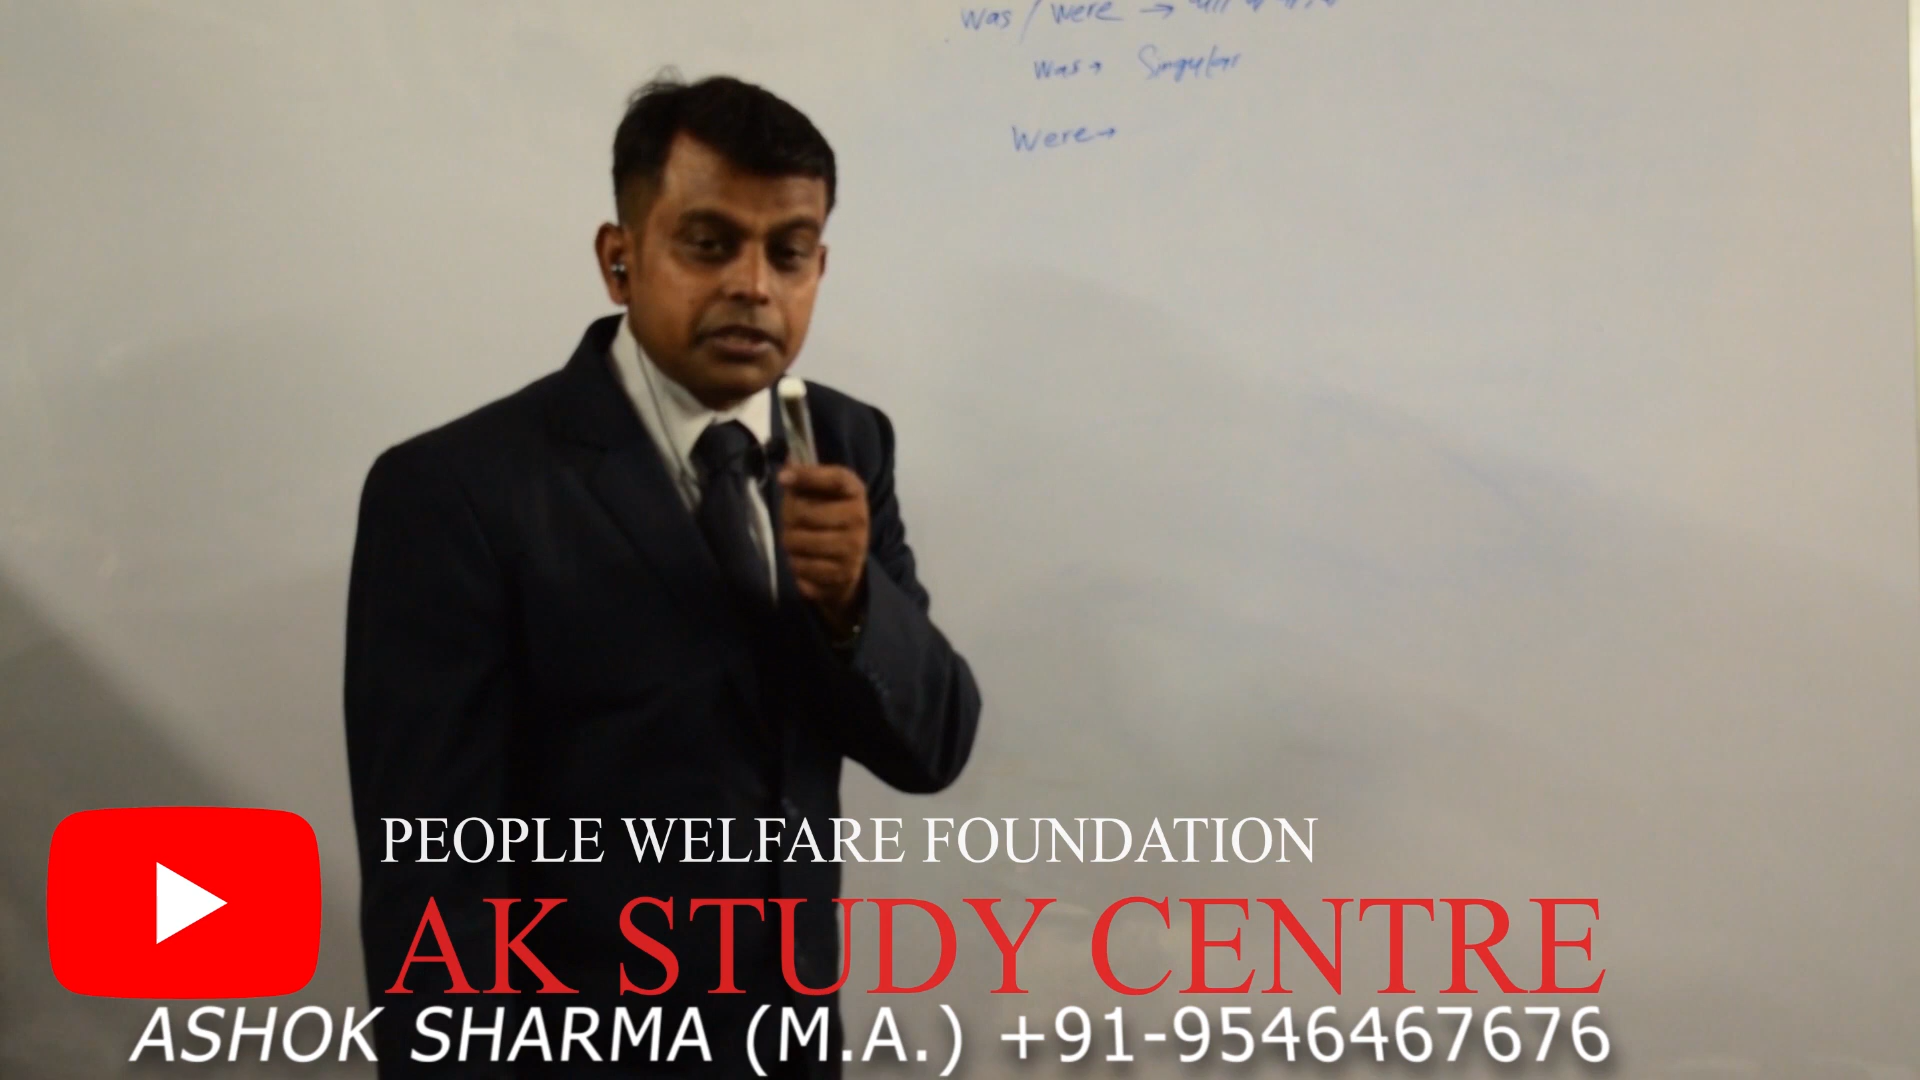 Was / Were →
Was → Singular
Were →
PEOPLE WELFARE FOUNDATION
AK STUDY CENTRE
ASHOK SHARMA (M.A.) +91-9546467676